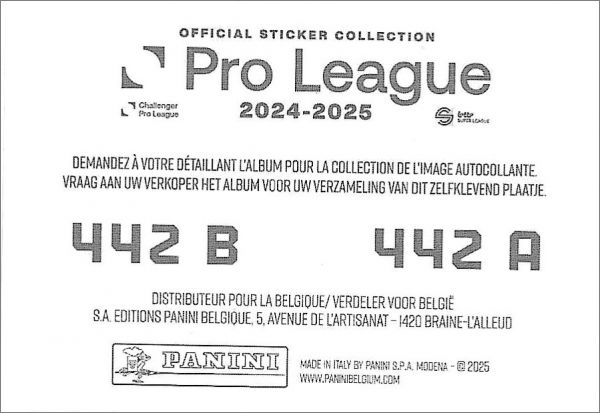 OFFICIAL STICKER COLLECTION
Pro League
2024-2025
Challenger
Pro League
SUPER LEAGUE
DEMANDEZ À VOTRE DÉTAILLANT L'ALBUM POUR LA COLLECTION DE L'IMAGE AUTOCOLLANTE.
VRAAG AAN UW VERKOPER HET ALBUM VOOR UW VERZAMELING VAN DIT ZELFKLEVEND PLAATJE.
442 B 442 A
DISTRIBUTEUR POUR LA BELGIQUE/ VERDELER VOOR BELGIË
S.A. EDITIONS PANINI BELGIQUE, 5, AVENUE DE L'ARTISANAT – 1420 BRAINE-L'ALLEUD
PANINI
MADE IN ITALY BY PANINI S.P.A. MODENA - © 2025
WWW.PANINIBELGIUM.COM